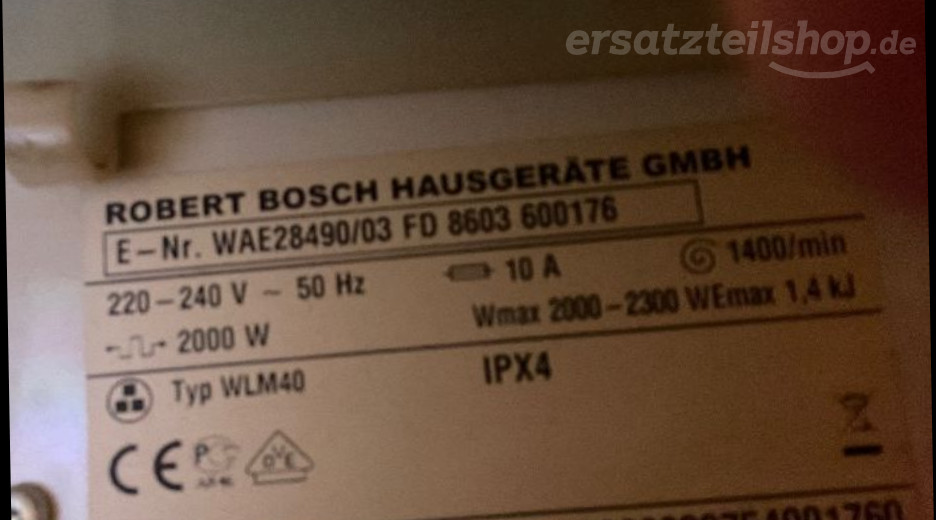 ersatzteilshop.de
ROBERT BOSCH HAUSGERÄTE GMBH
E-Nr. WAE28490/03 FD 8603 600176
220-240 V ~ 50 Hz 10 A 1400/min
2000 W Wmax 2000-2300 WEmax 1,4 kJ
Typ WLM40 IPX4
CE ÖVE